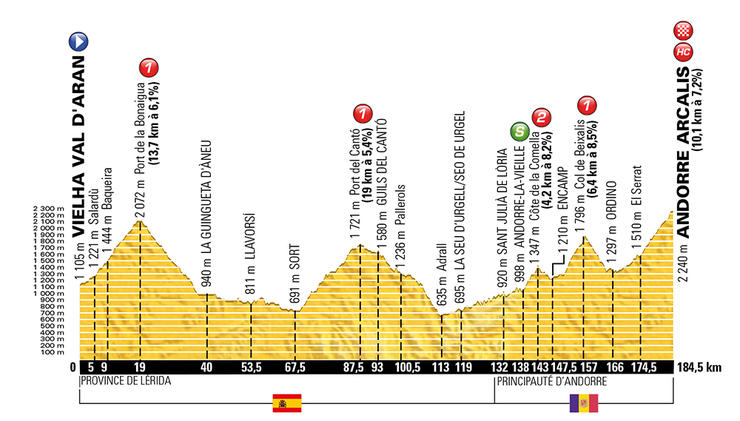 1 105 m VIELHA VAL D'ARAN
1 221 m Salardù
1 444 m Baqueira
1
2 072 m Port de la Bonaigua
(13,7 km à 6.1%)
940 m LA GUINGUETA D'ÀNEU
811 m LLAVORSÍ
691 m SORT
1
1 721 m Port del Cantó
(19 km à 5,4%)
1 580 m GUILS DEL CANTÓ
1 236 m Pallerols
635 m Adrall
695 m LA SEU D'URGELL/SEO DE URGEL
920 m SANT JULIÀ DE LÒRIA
S
998 m ANDORRE-LA-VIEILLE
2
1 347 m Côte de la Comella
(4,2 km à 8,2%)
1 210 m ENCAMP
1
1 796 m Col de Beixalis
(6,4 km à 8,5%)
1 297 m ORDINO
1 510 m El Serrat
HC
2 240 m ANDORRE ARCALIS
(10,1 km à 7,2%)
2 300 m
2 200 m
2 100 m
2 000 m
1 900 m
1 800 m
1 700 m
1 600 m
1 500 m
1 400 m
1 300 m
1 200 m
1 100 m
1 000 m
900 m
800 m
700 m
600 m
500 m
400 m
300 m
200 m
100 m
0 5 9 19 40 53,5 67,5 87,5 93 100,5 113 119 132 138 143 147,5 157 166 174,5 184,5 km
PROVINCE DE LÉRIDA PRINCIPAUTÉ D'ANDORRE